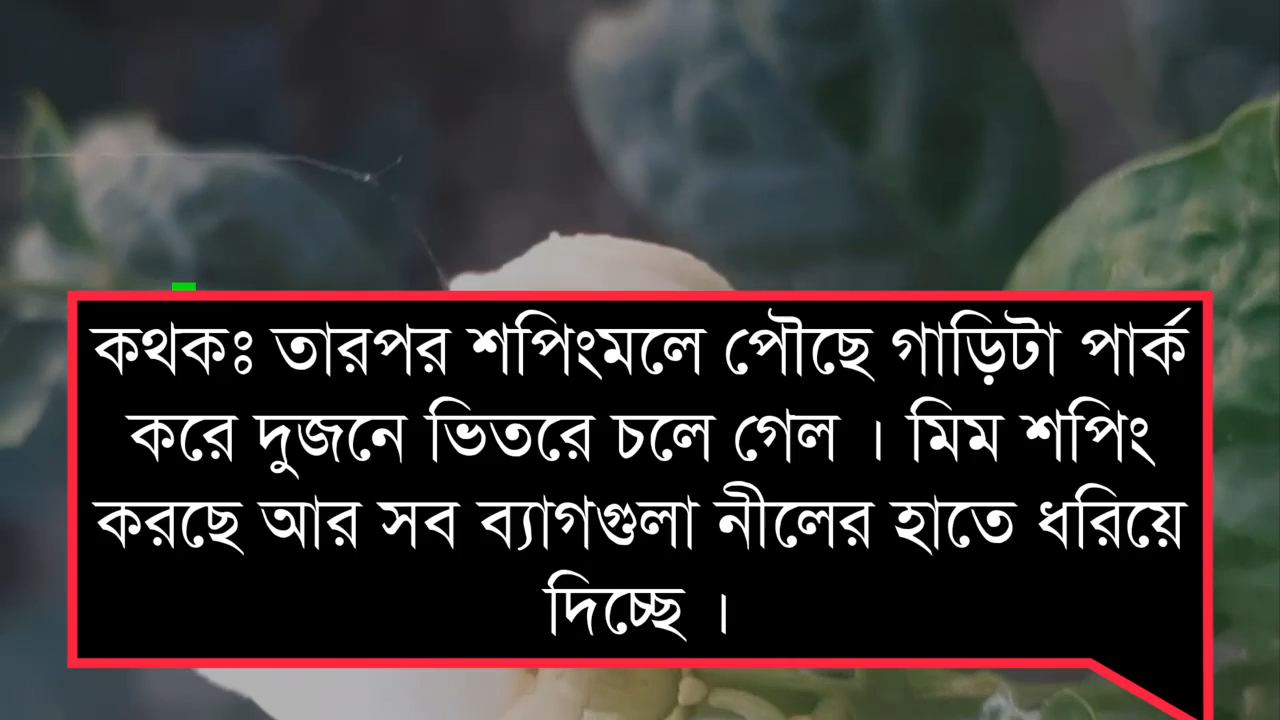 কথকঃ তারপর শপিংমলে পৌছে গাড়িটা পার্ক
করে দুজনে ভিতরে চলে গেল । মিম শপিং
করছে আর সব ব্যাগগুলা নীলের হাতে ধরিয়ে
দিচ্ছে ।